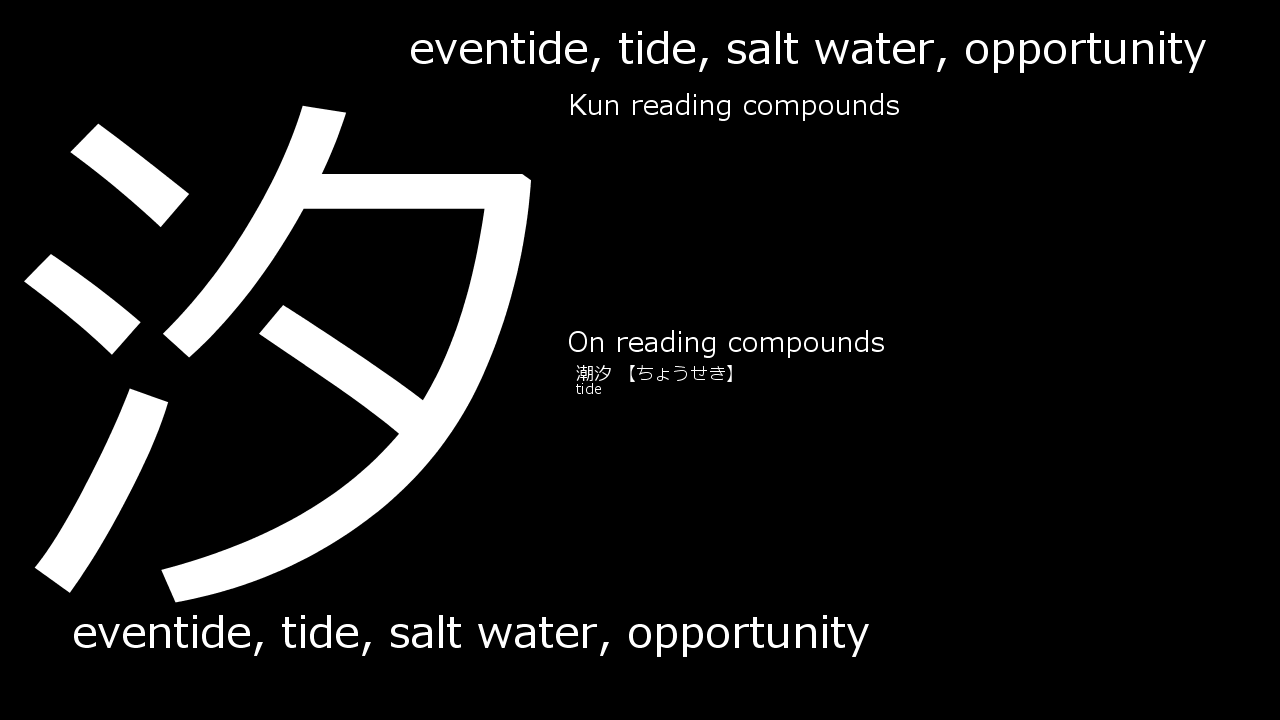 eventide, tide, salt water, opportunity
Kun reading compounds
汐
On reading compounds
潮汐 【ちょうせき】
tide
eventide, tide, salt water, opportunity